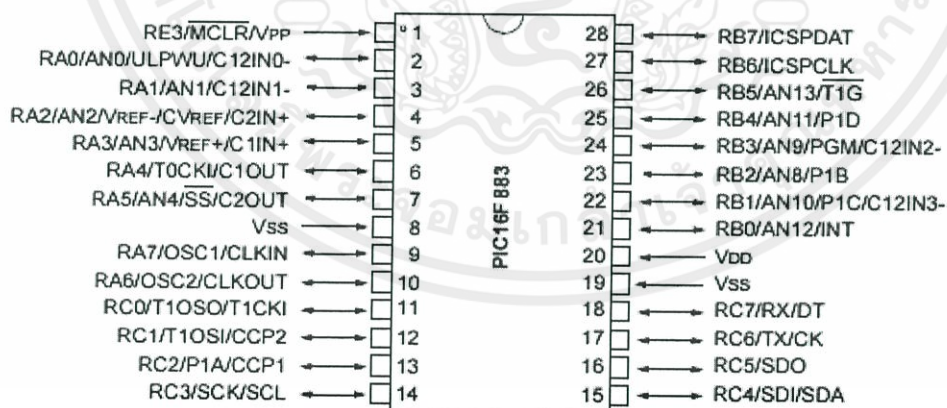 RE3/MCLR/VPP 1 28 RB7/ICSPDAT
RA0/AN0/ULPWU/C12IN0- 2 27 RB6/ICSPCLK
RA1/AN1/C12IN1- 3 26 RB5/AN13/T1G
RA2/AN2/VREF-/CVREF/C2IN+ 4 25 RB4/AN11/P1D
RA3/AN3/VREF+/C1IN+ 5 24 RB3/AN9/PGM/C12IN2-
RA4/T0CKI/C1OUT 6 23 RB2/AN8/P1B
RA5/AN4/SS/C2OUT 7 22 RB1/AN10/P1C/C12IN3-
VSS 8 21 RB0/AN12/INT
RA7/OSC1/CLKIN 9 20 VDD
RA6/OSC2/CLKOUT 10 19 VSS
RC0/T1OSO/T1CKI 11 18 RC7/RX/DT
RC1/T1OSI/CCP2 12 17 RC6/TX/CK
RC2/P1A/CCP1 13 16 RC5/SDO
RC3/SCK/SCL 14 15 RC4/SDI/SDA
PIC16F883